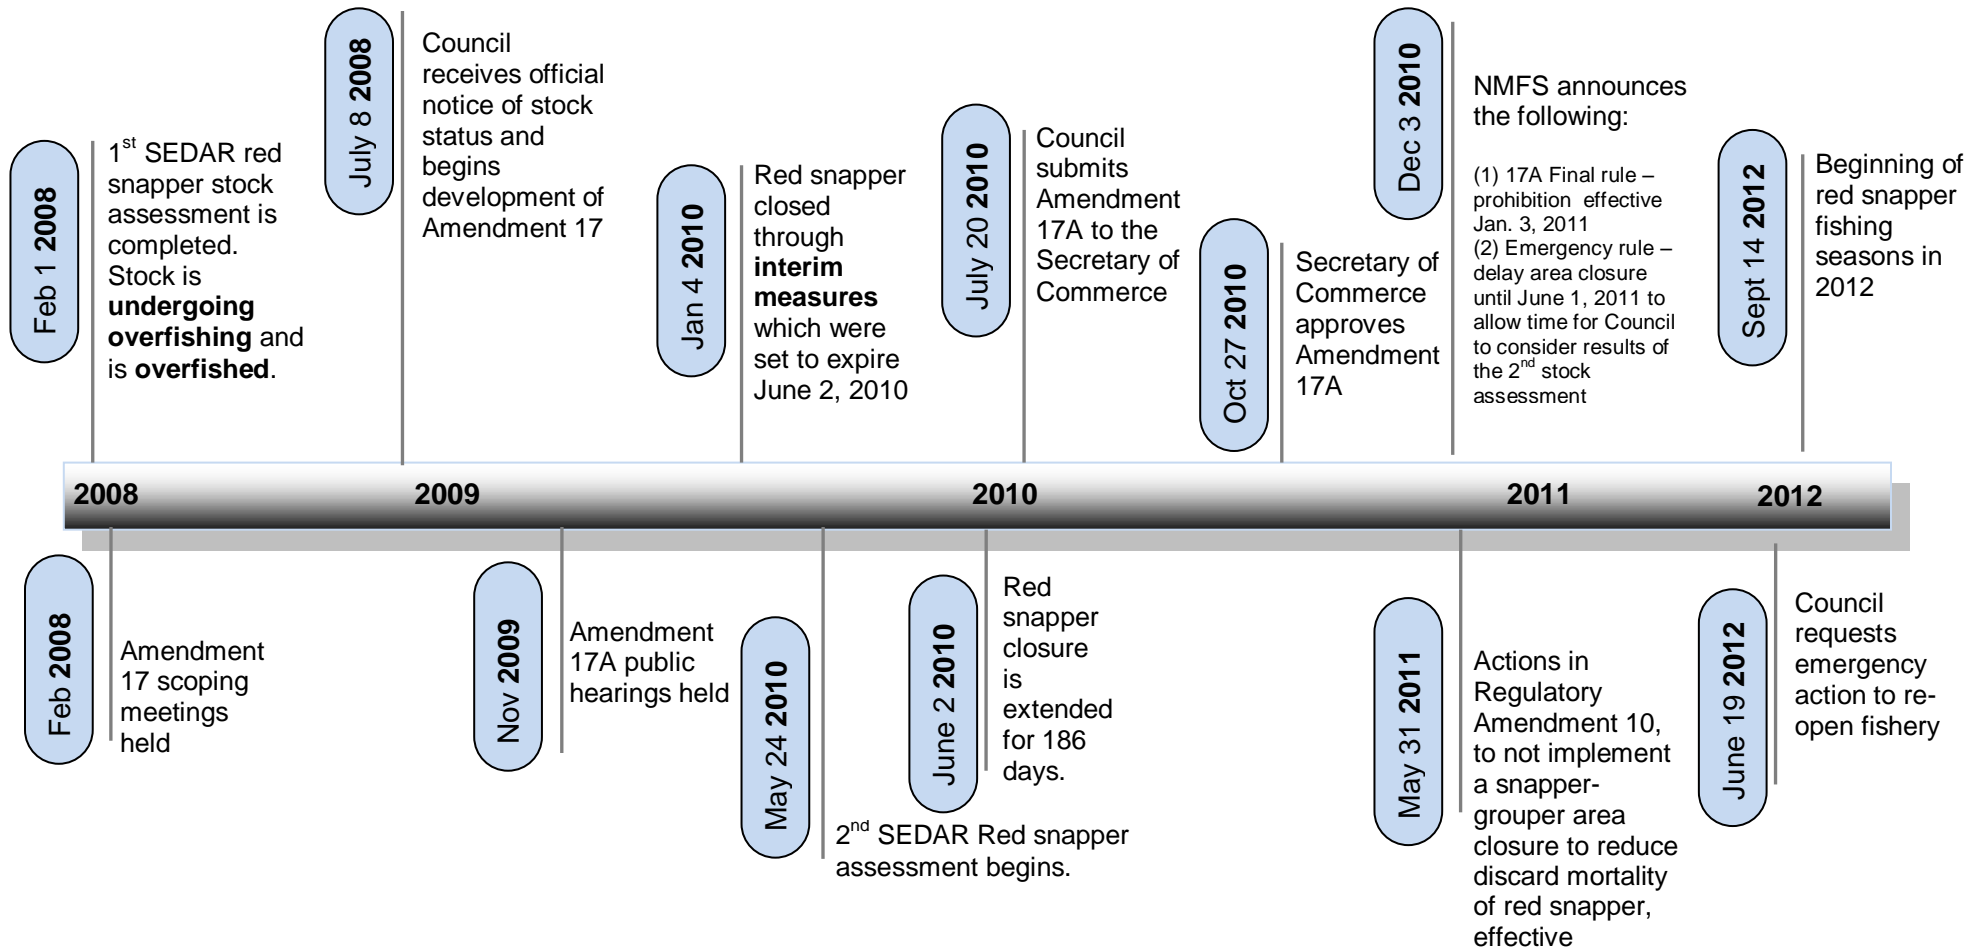 Feb 1 2008
1st SEDAR red
snapper stock
assessment is
completed.
Stock is
undergoing
overfishing and
is overfished.
July 8 2008
Council
receives official
notice of stock
status and
begins
development of
Amendment 17
Jan 4 2010
Red snapper
closed
through
interim
measures
which were
set to expire
June 2, 2010
July 20 2010
Council
submits
Amendment
17A to the
Secretary of
Commerce
Oct 27 2010
Secretary of
Commerce
approves
Amendment
17A
Dec 3 2010
NMFS announces
the following:
(1) 17A Final rule –
prohibition effective
Jan. 3, 2011
(2) Emergency rule –
delay area closure
until June 1, 2011 to
allow time for Council
to consider results of
the 2nd stock
assessment
Sept 14 2012
Beginning of
red snapper
fishing
seasons in
2012
2008
2009
2010
2011
2012
Feb 2008
Amendment
17 scoping
meetings
held
Nov 2009
Amendment
17A public
hearings held
May 24 2010
2nd SEDAR Red snapper
assessment begins.
June 2 2010
Red
snapper
closure
is
extended
for 186
days.
May 31 2011
Actions in
Regulatory
Amendment 10,
to not implement
a snapper-
grouper area
closure to reduce
discard mortality
of red snapper,
effective
June 19 2012
Council
requests
emergency
action to re-
open fishery